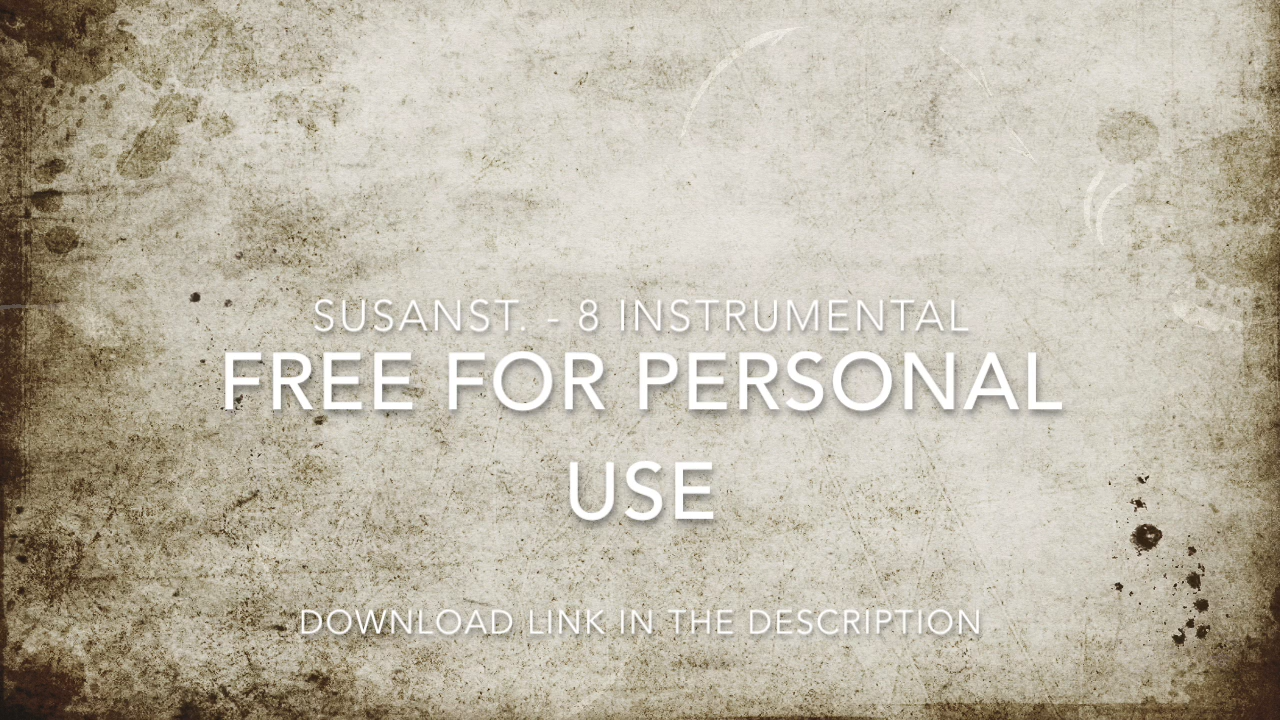 SUSANST. - 8 INSTRUMENTAL
FREE FOR PERSONAL
USE
DOWNLOAD LINK IN THE DESCRIPTION